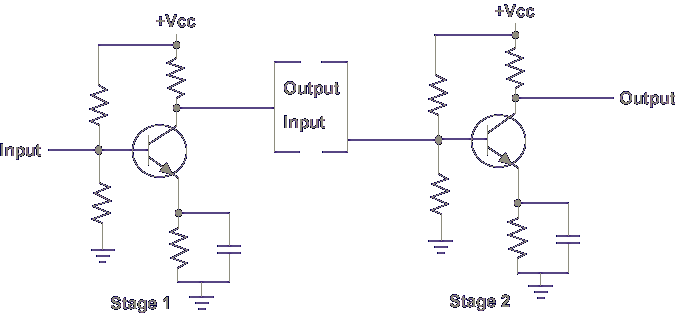 +Vcc
+Vcc
Output
Output
Input
Input
Stage 1
Stage 2